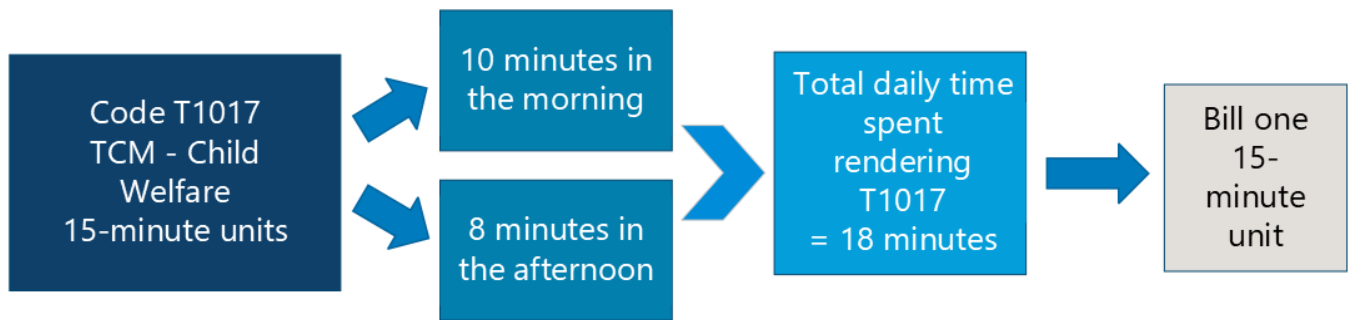 Code T1017
TCM - Child
Welfare
15-minute units
10 minutes in
the morning
8 minutes in
the afternoon
Total daily time
spent
rendering
T1017
= 18 minutes
Bill one
15-
minute
unit